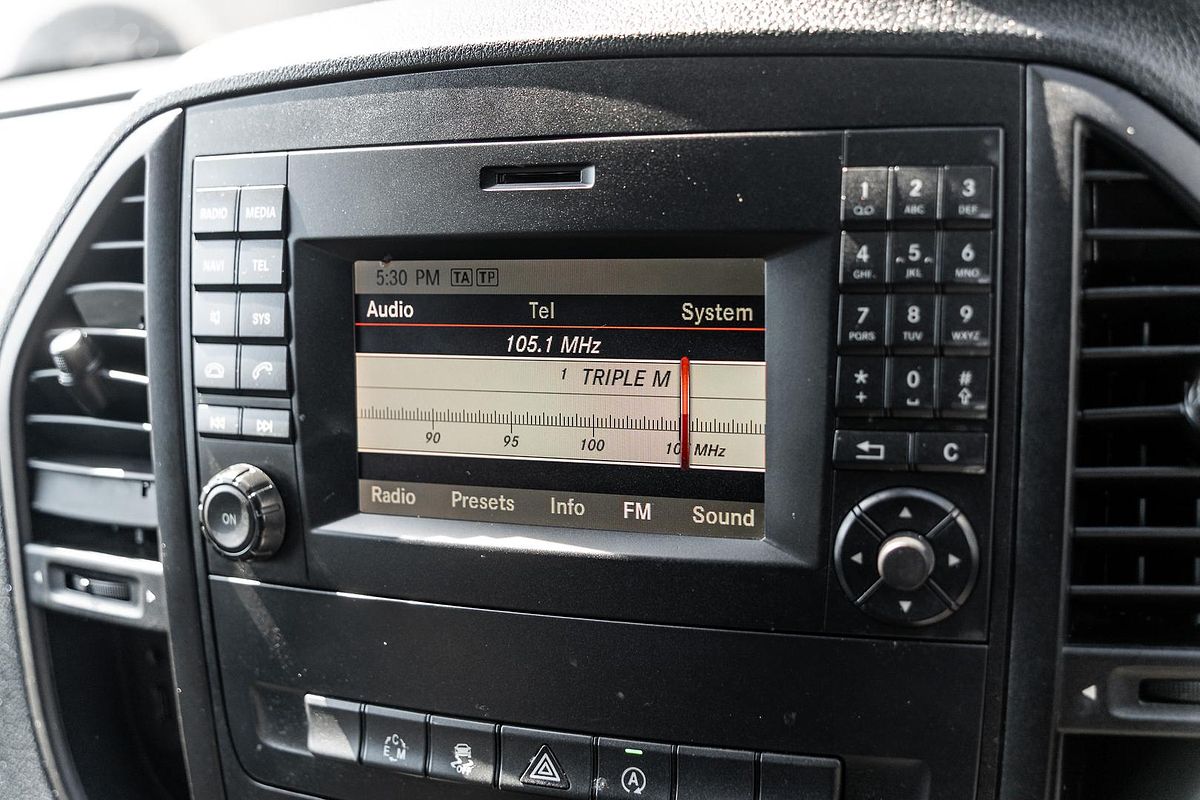 5:30 PM TA TP
Audio Tel System
105.1 MHz
1 TRIPLE M
90 95 100 MHz
Radio Presets Info FM Sound
RADIO MEDIA
NAVI TEL
SYS
ON
1 2 ABC 3 DEF
4 GHI 5 JKL 6 MNO
7 PQRS 8 TUV 9 WXYZ
* + 0 #
C
C E M
A